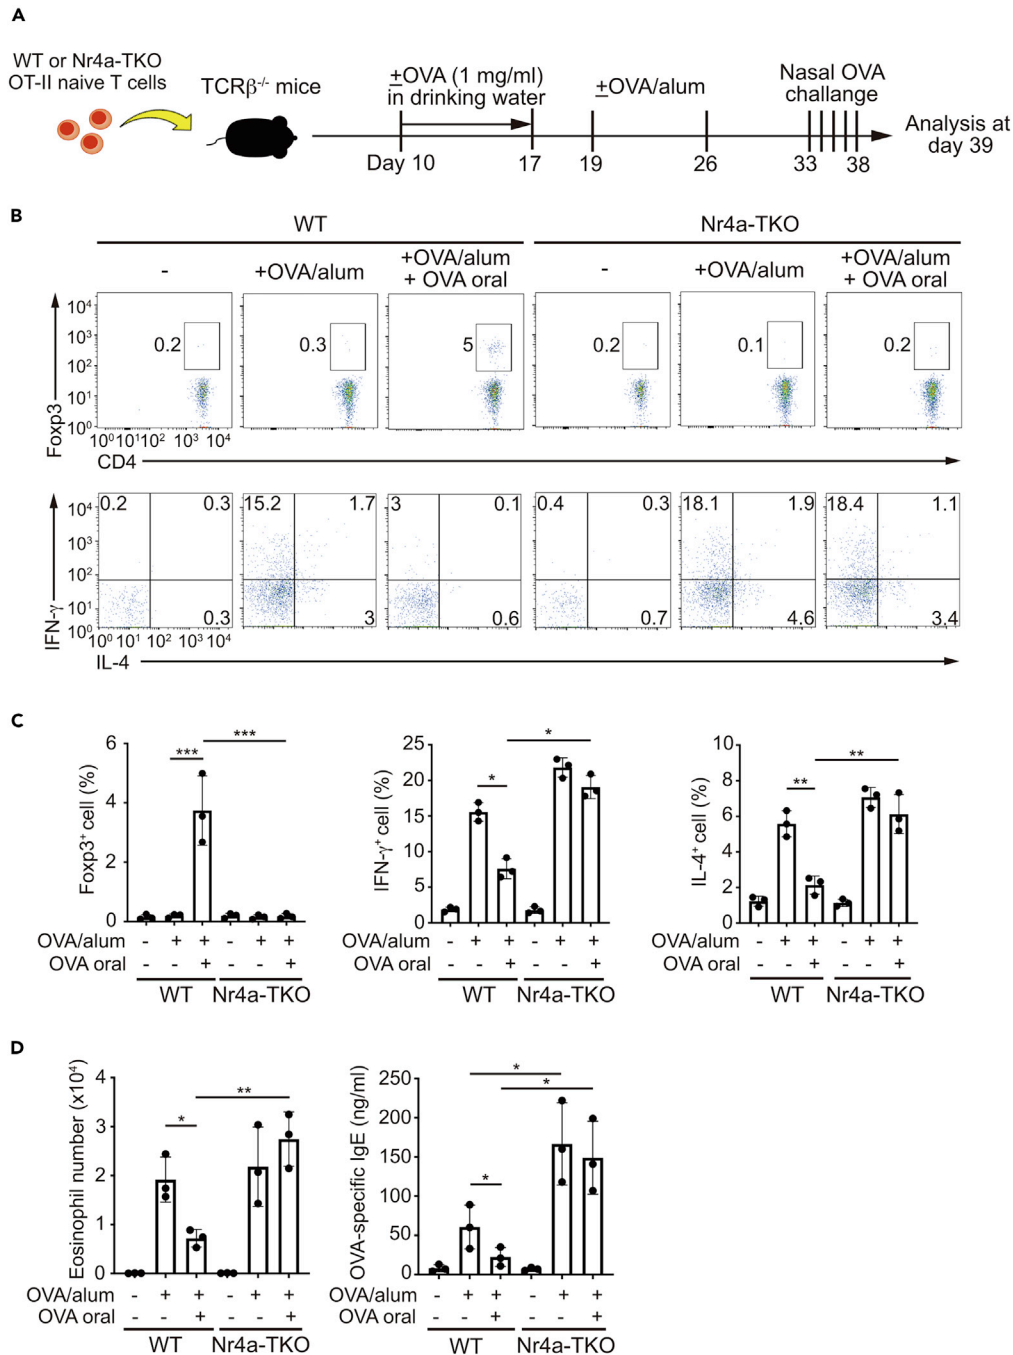 A
WT or Nr4a-TKO
OT-II naive T cells
TCRβ-/- mice
±OVA (1 mg/ml)
in drinking water
±OVA/alum
Nasal OVA
challange
Analysis at
day 39
Day 10
17
19
26
33
38
B
WT
Nr4a-TKO
-
+OVA/alum
+OVA/alum
+ OVA oral
-
+OVA/alum
+OVA/alum
+ OVA oral
Foxp3
10⁴
10³
10²
10¹
10⁰
0.2
0.3
5
0.2
0.1
0.2
10⁰ 10¹ 10² 10³ 10⁴
CD4
IFN-γ
10⁴
10³
10²
10¹
10⁰
0.2 0.3
15.2 1.7
3 0.1
0.4 0.3
18.1 1.9
18.4 1.1
0.3
3
0.6
0.7
4.6
3.4
10⁰ 10¹ 10² 10³ 10⁴
IL-4
C
Foxp3⁺ cell (%)
6
4
2
0
***
***
OVA/alum - + + - + +
OVA oral - - + - - +
WT Nr4a-TKO
IFN-γ⁺ cell (%)
25
20
15
10
5
0
*
*
OVA/alum - + + - + +
OVA oral - - + - - +
WT Nr4a-TKO
IL-4⁺ cell (%)
10
8
6
4
2
0
**
**
OVA/alum - + + - + +
OVA oral - - + - - +
WT Nr4a-TKO
D
Eosinophil number (x10⁴)
4
3
2
1
0
*
**
OVA/alum - + + - + +
OVA oral - - + - - +
WT Nr4a-TKO
OVA-specific IgE (ng/ml)
250
200
150
100
50
0
*
*
*
OVA/alum - + + - + +
OVA oral - - + - - +
WT Nr4a-TKO